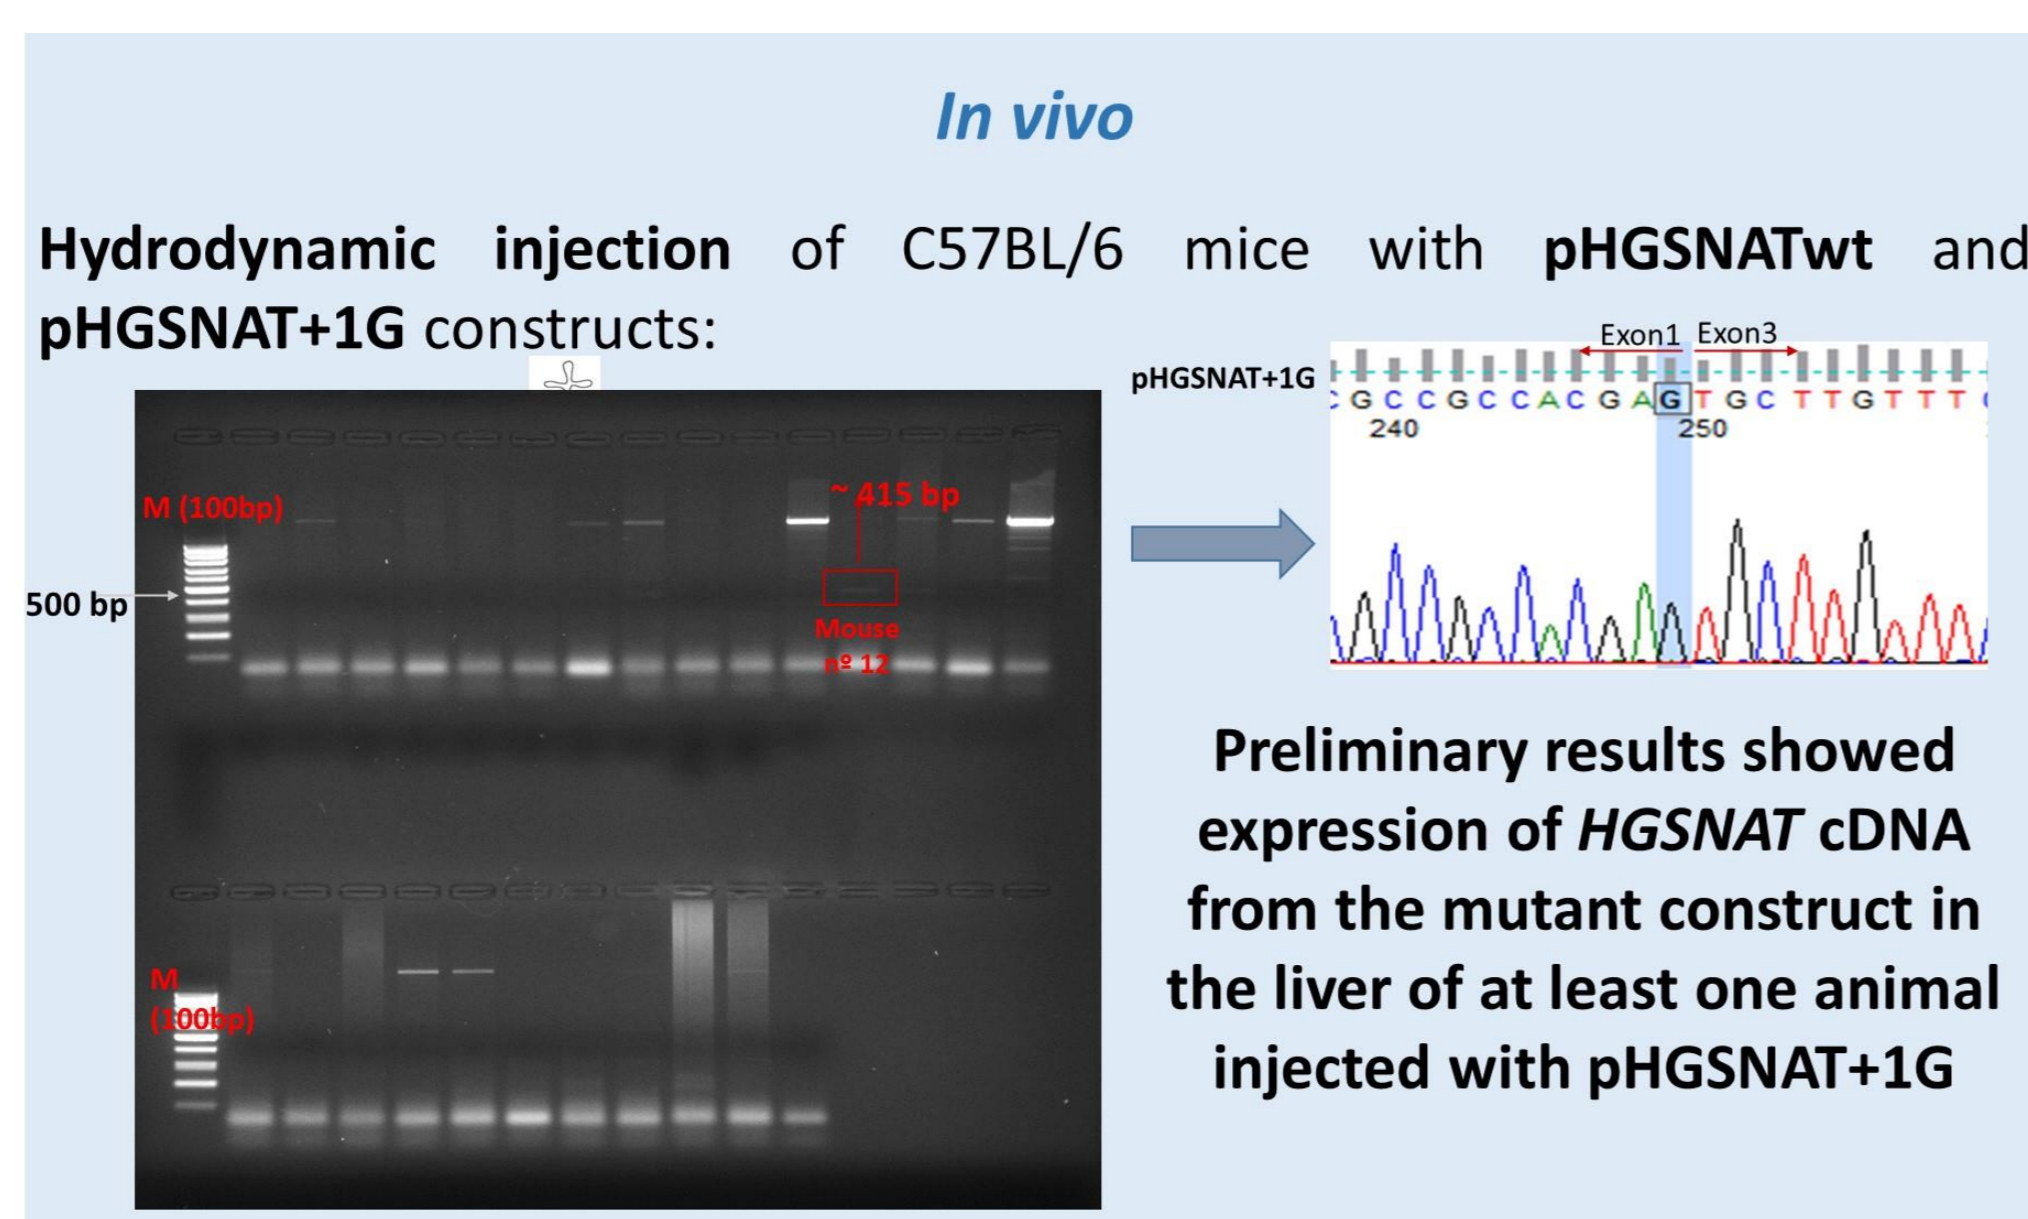 In vivo
Hydrodynamic injection of C57BL/6 mice with pHGSNATwt and
pHGSNAT+1G constructs:
M (100bp)
~ 415 bp
500 bp
Mouse
nº 12
M
(100bp)
Exon1 Exon3
pHGSNAT+1G
C G C C G C C A C G A G T G C T T G T T T C
240 250
Preliminary results showed
expression of HGSNAT cDNA
from the mutant construct in
the liver of at least one animal
injected with pHGSNAT+1G